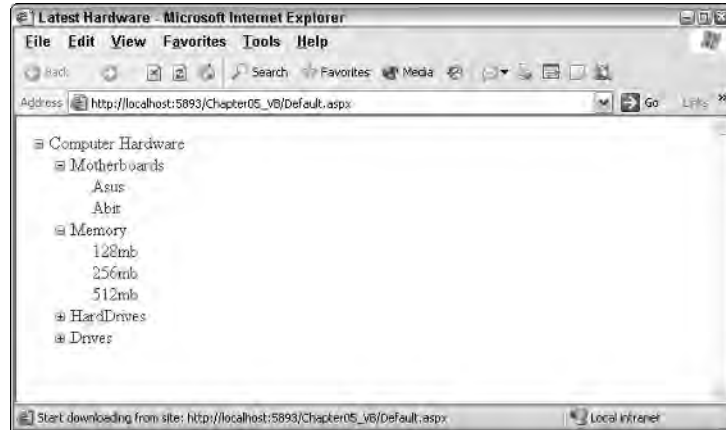 Latest Hardware - Microsoft Internet Explorer
File Edit View Favorites Tools Help
Back Search Favorites Media
Address http://localhost:5893/Chapter05_VB/Default.aspx Go Links »
Computer Hardware
Motherboards
Asus
Abit
Memory
128mb
256mb
512mb
HardDrives
Drives
Start downloading from site: http://localhost:5893/Chapter05_VB/Default.aspx Local intranet